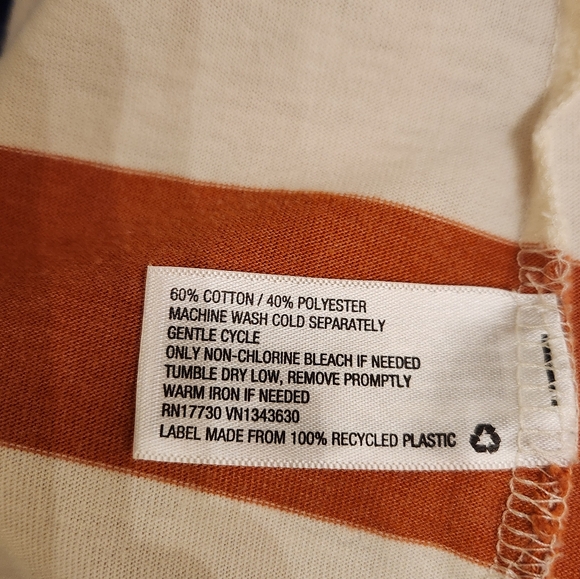 60% COTTON / 40% POLYESTER
MACHINE WASH COLD SEPARATELY
GENTLE CYCLE
ONLY NON-CHLORINE BLEACH IF NEEDED
TUMBLE DRY LOW, REMOVE PROMPTLY
WARM IRON IF NEEDED
RN17730 VN1343630
LABEL MADE FROM 100% RECYCLED PLASTIC